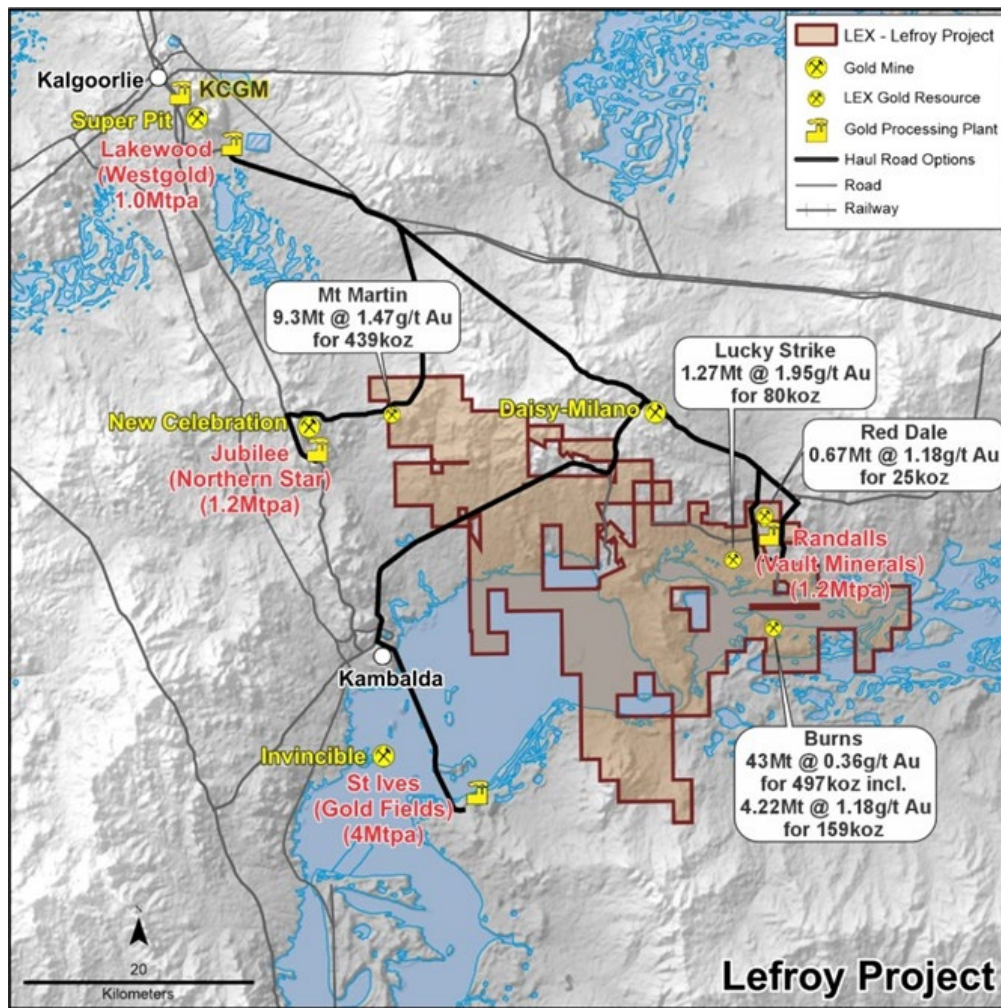 LEX - Lefroy Project
Gold Mine
LEX Gold Resource
Gold Processing Plant
Haul Road Options
Road
Railway
Kalgoorlie
KCGM
Super Pit
Lakewood
(Westgold)
1.0Mtpa
Mt Martin
9.3Mt @ 1.47g/t Au
for 439koz
Lucky Strike
1.27Mt @ 1.95g/t Au
for 80koz
New Celebration
Daisy-Milano
Red Dale
0.67Mt @ 1.18g/t Au
for 25koz
Jubilee
(Northern Star)
(1.2Mtpa)
Randalls
(Vault Minerals)
(1.2Mtpa)
Kambalda
Invincible
St Ives
(Gold Fields)
(4Mtpa)
Burns
43Mt @ 0.36g/t Au
for 497koz incl.
4.22Mt @ 1.18g/t Au
for 159koz
20
Kilometers
Lefroy Project